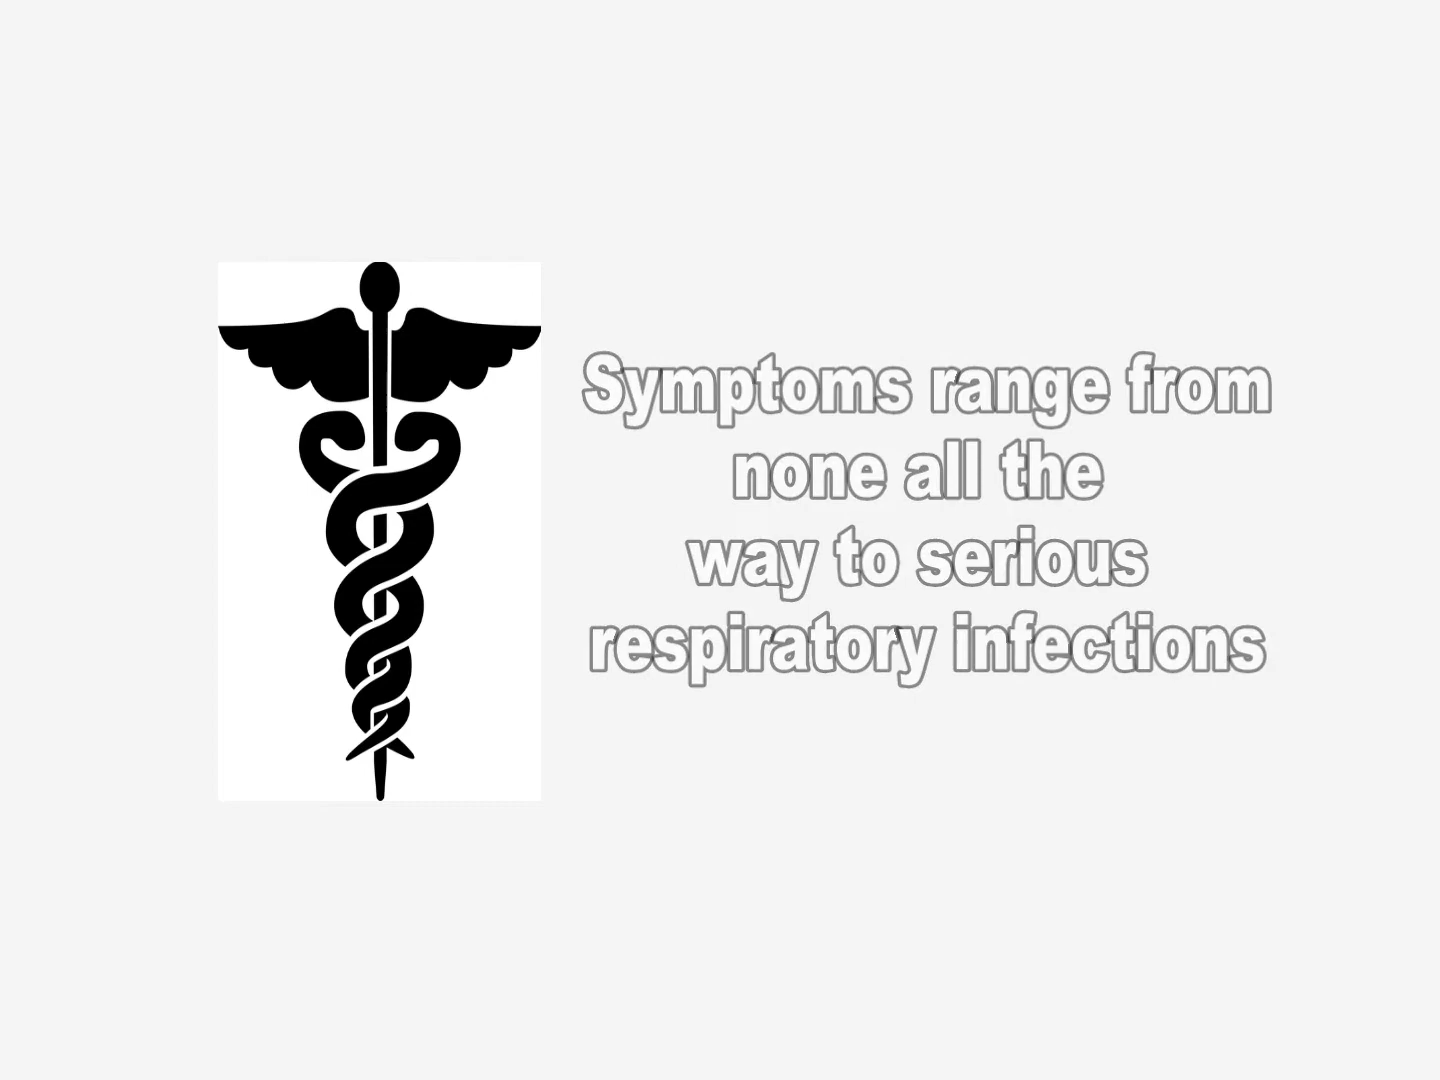 Symptoms range from
none all the
way to serious
respiratory infections